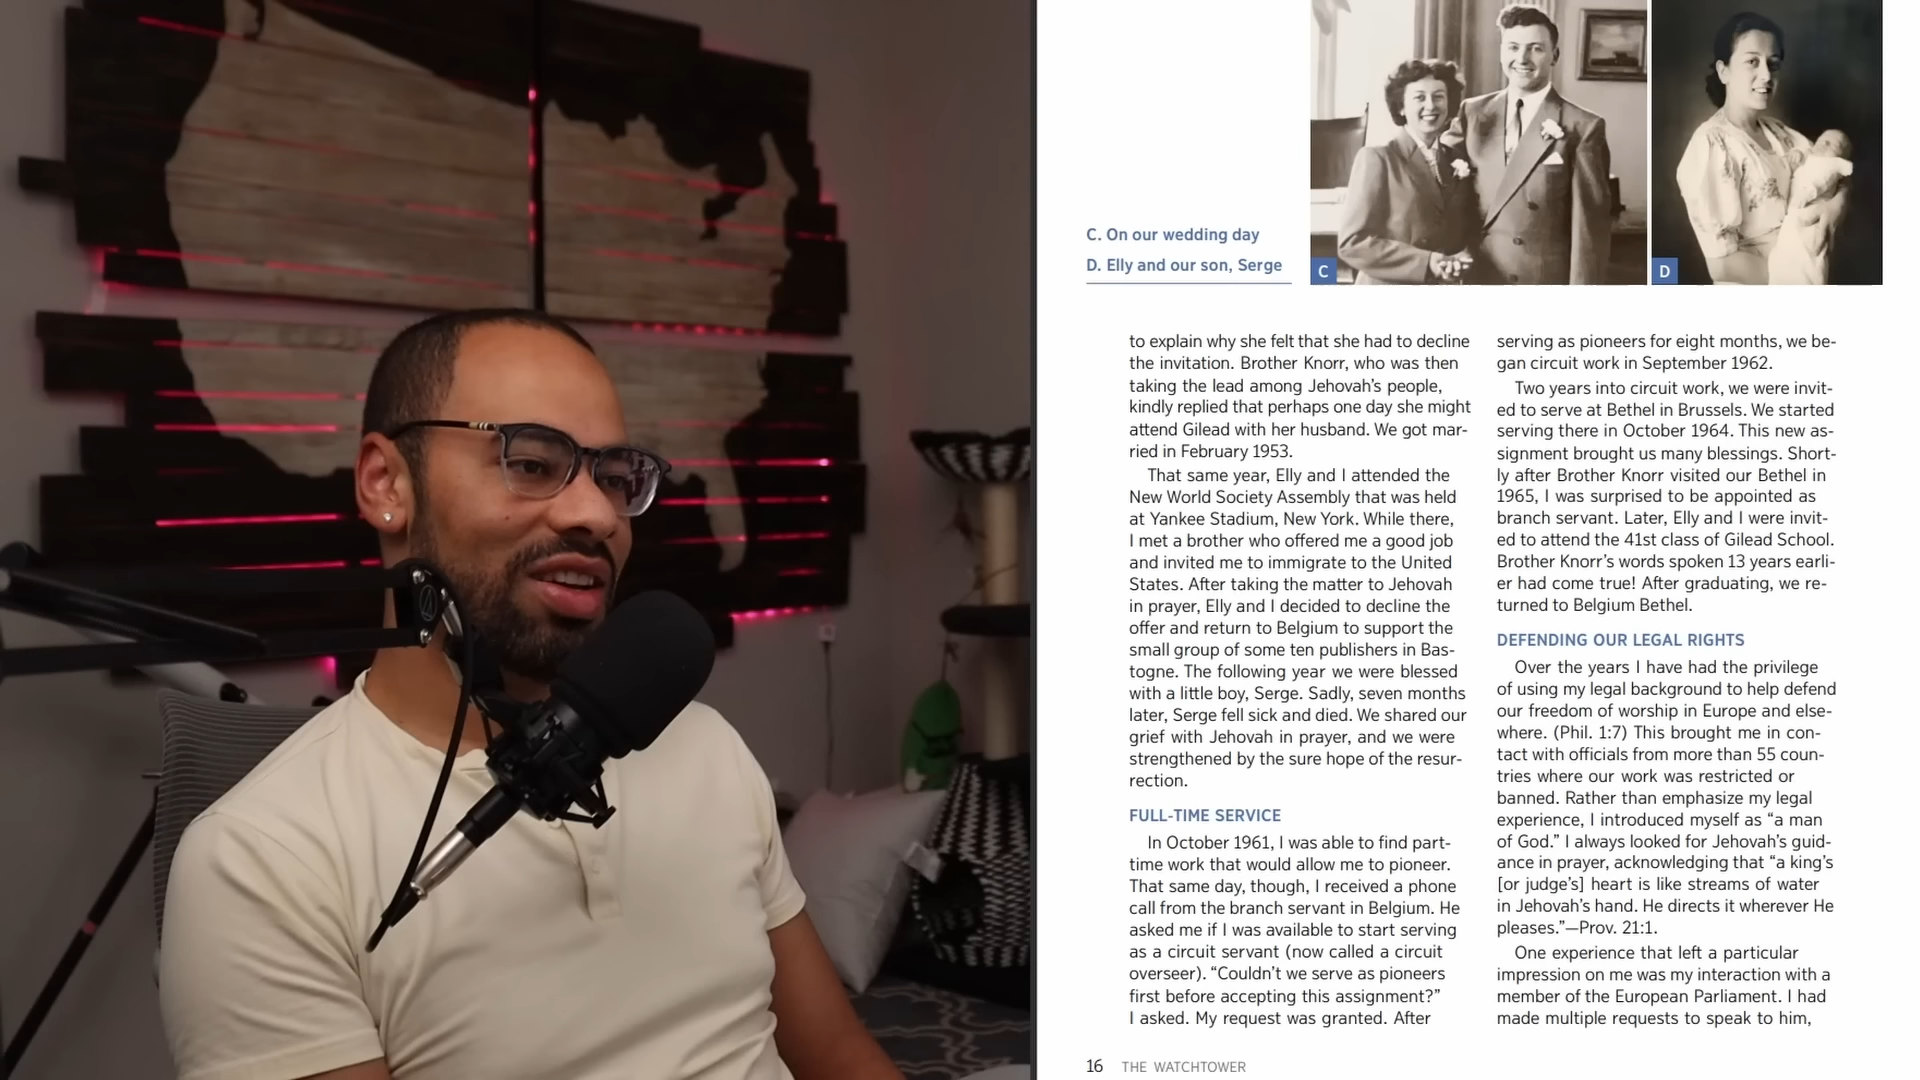 C. On our wedding day
D. Elly and our son, Serge
C
D
to explain why she felt that she had to decline
the invitation. Brother Knorr, who was then
taking the lead among Jehovah’s people,
kindly replied that perhaps one day she might
attend Gilead with her husband. We got mar-
ried in February 1953.
That same year, Elly and I attended the
New World Society Assembly that was held
at Yankee Stadium, New York. While there,
I met a brother who offered me a good job
and invited me to immigrate to the United
States. After taking the matter to Jehovah
in prayer, Elly and I decided to decline the
offer and return to Belgium to support the
small group of some ten publishers in Bas-
togne. The following year we were blessed
with a little boy, Serge. Sadly, seven months
later, Serge fell sick and died. We shared our
grief with Jehovah in prayer, and we were
strengthened by the sure hope of the resur-
rection.
FULL-TIME SERVICE
In October 1961, I was able to find part-
time work that would allow me to pioneer.
That same day, though, I received a phone
call from the branch servant in Belgium. He
asked me if I was available to start serving
as a circuit servant (now called a circuit
overseer). “Couldn’t we serve as pioneers
first before accepting this assignment?”
I asked. My request was granted. After
serving as pioneers for eight months, we be-
gan circuit work in September 1962.
Two years into circuit work, we were invit-
ed to serve at Bethel in Brussels. We started
serving there in October 1964. This new as-
signment brought us many blessings. Short-
ly after Brother Knorr visited our Bethel in
1965, I was surprised to be appointed as
branch servant. Later, Elly and I were invit-
ed to attend the 41st class of Gilead School.
Brother Knorr’s words spoken 13 years earli-
er had come true! After graduating, we re-
turned to Belgium Bethel.
DEFENDING OUR LEGAL RIGHTS
Over the years I have had the privilege
of using my legal background to help defend
our freedom of worship in Europe and else-
where. (Phil. 1:7) This brought me in con-
tact with officials from more than 55 coun-
tries where our work was restricted or
banned. Rather than emphasize my legal
experience, I introduced myself as “a man
of God.” I always looked for Jehovah’s guid-
ance in prayer, acknowledging that “a king’s
[or judge’s] heart is like streams of water
in Jehovah’s hand. He directs it wherever He
pleases.”—Prov. 21:1.
One experience that left a particular
impression on me was my interaction with a
member of the European Parliament. I had
made multiple requests to speak to him,
16 THE WATCHTOWER